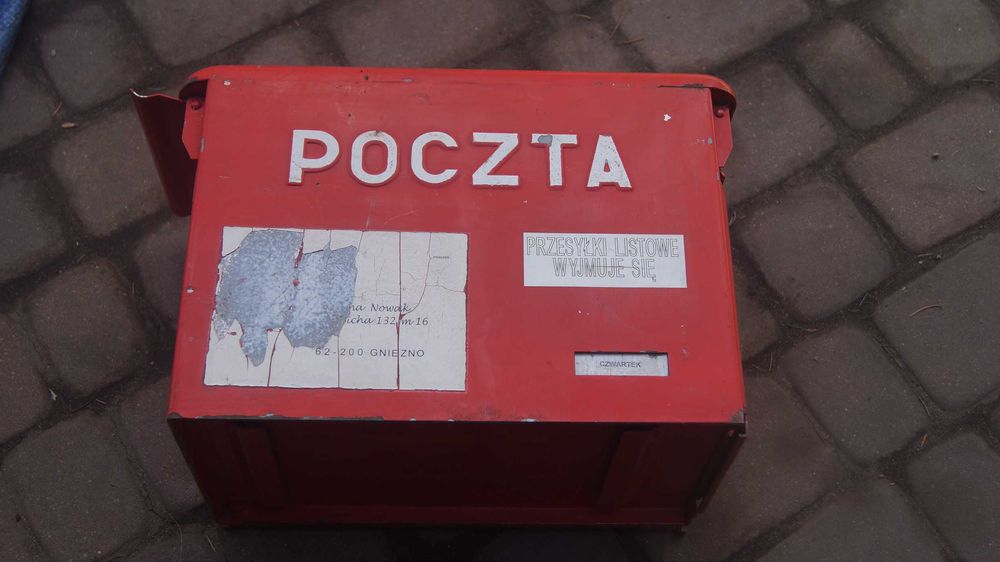 POCZTA
PRZESYŁKI LISTOWE
WYJMUJE SIĘ
Nowak
132 m 16
62-200 GNIEZNO
CZWARTEK